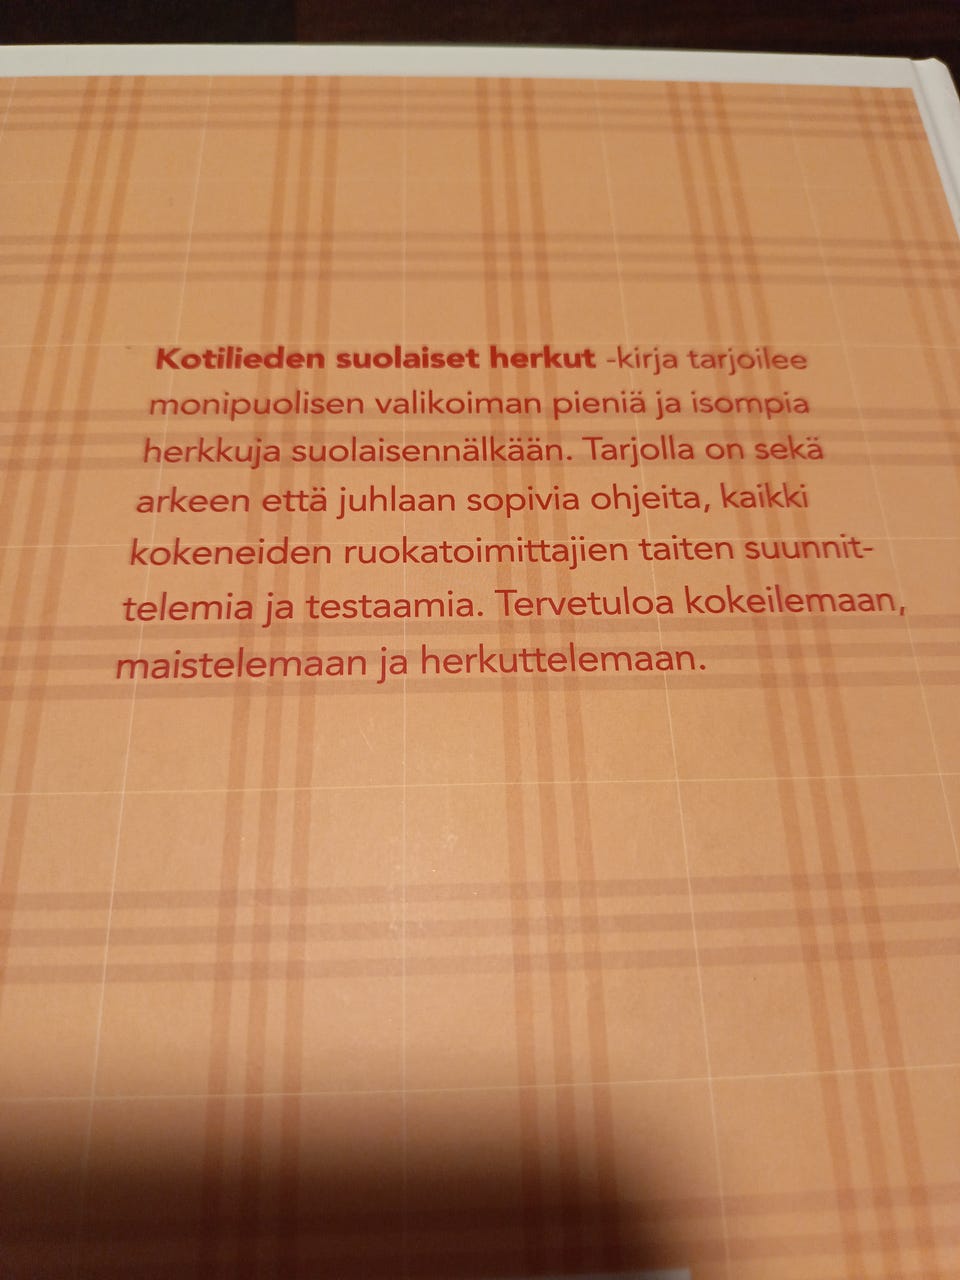 Kotilieden suolaiset herkut -kirja tarjoilee
monipuolisen valikoiman pieniä ja isompia
herkkuja suolaisennälkään. Tarjolla on sekä
arkeen että juhlaan sopivia ohjeita, kaikki
kokeneiden ruokatoimittajien taiten suunnit-
telemia ja testaamia. Tervetuloa kokeilemaan,
maistelemaan ja herkuttelemaan.